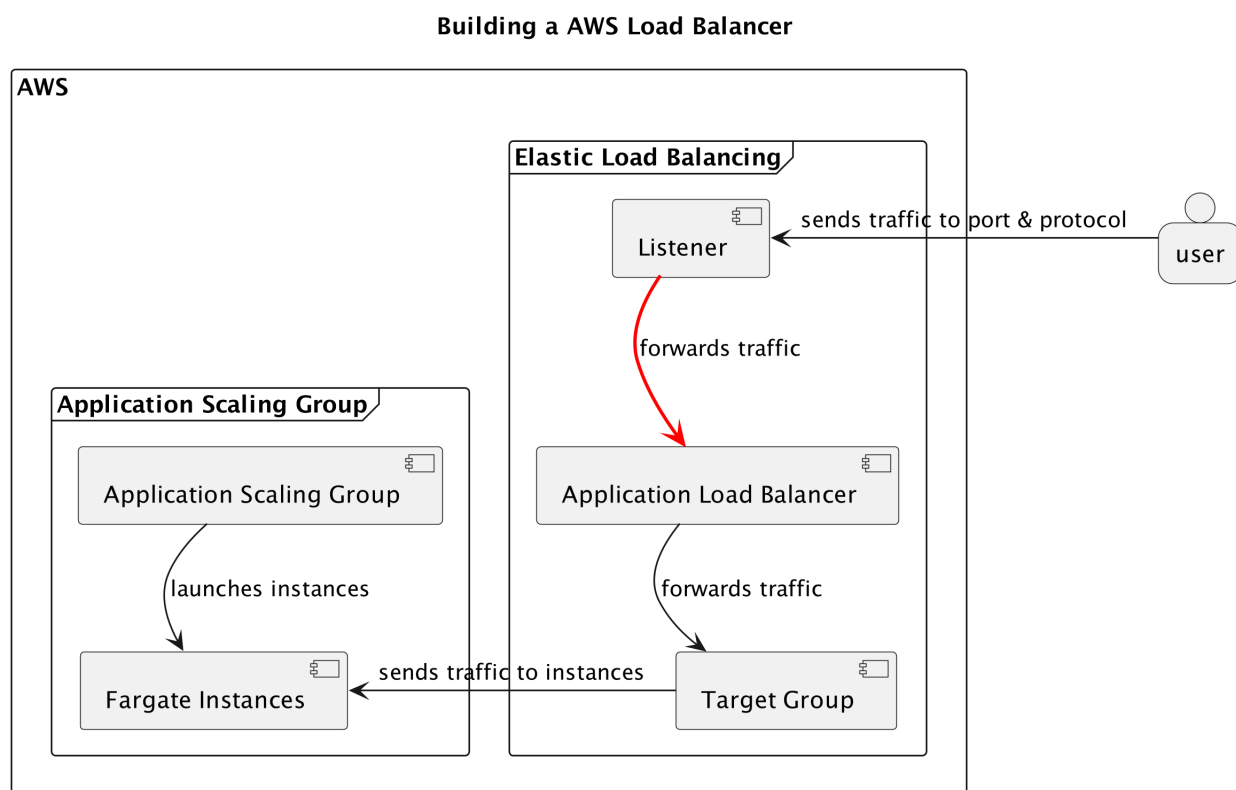 Building a AWS Load Balancer
AWS
Elastic Load Balancing
Listener
sends traffic to port & protocol
user
forwards traffic
Application Scaling Group
Application Scaling Group
Application Load Balancer
launches instances
forwards traffic
Fargate Instances
sends traffic to instances
Target Group